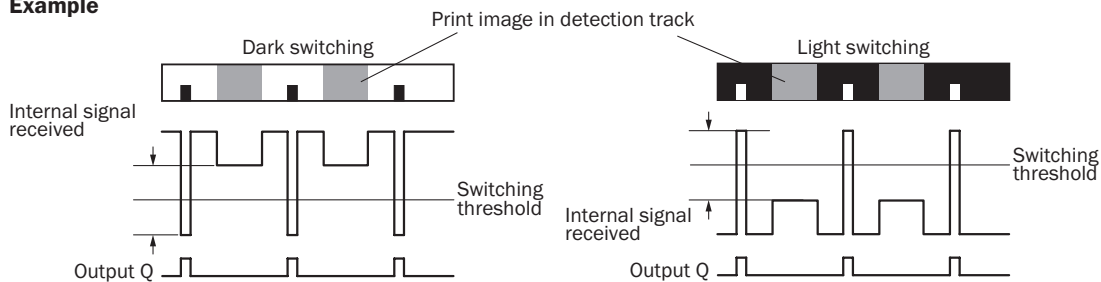 Example
Print image in detection track
Dark switching
Light switching
Internal signal
received
Switching
threshold
Output Q
Switching
threshold
Internal signal
received
Output Q